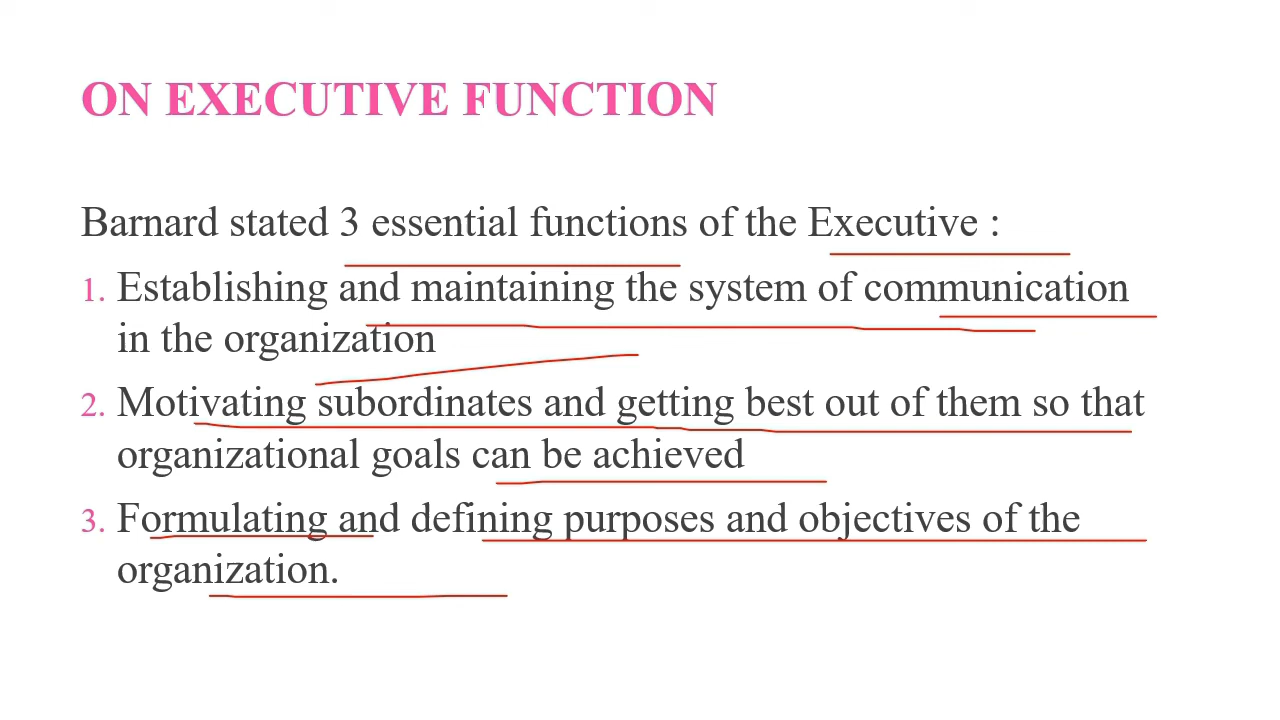 ON EXECUTIVE FUNCTION
Barnard stated 3 essential functions of the Executive :
1. Establishing and maintaining the system of communication
in the organization
2. Motivating subordinates and getting best out of them so that
organizational goals can be achieved
3. Formulating and defining purposes and objectives of the
organization.